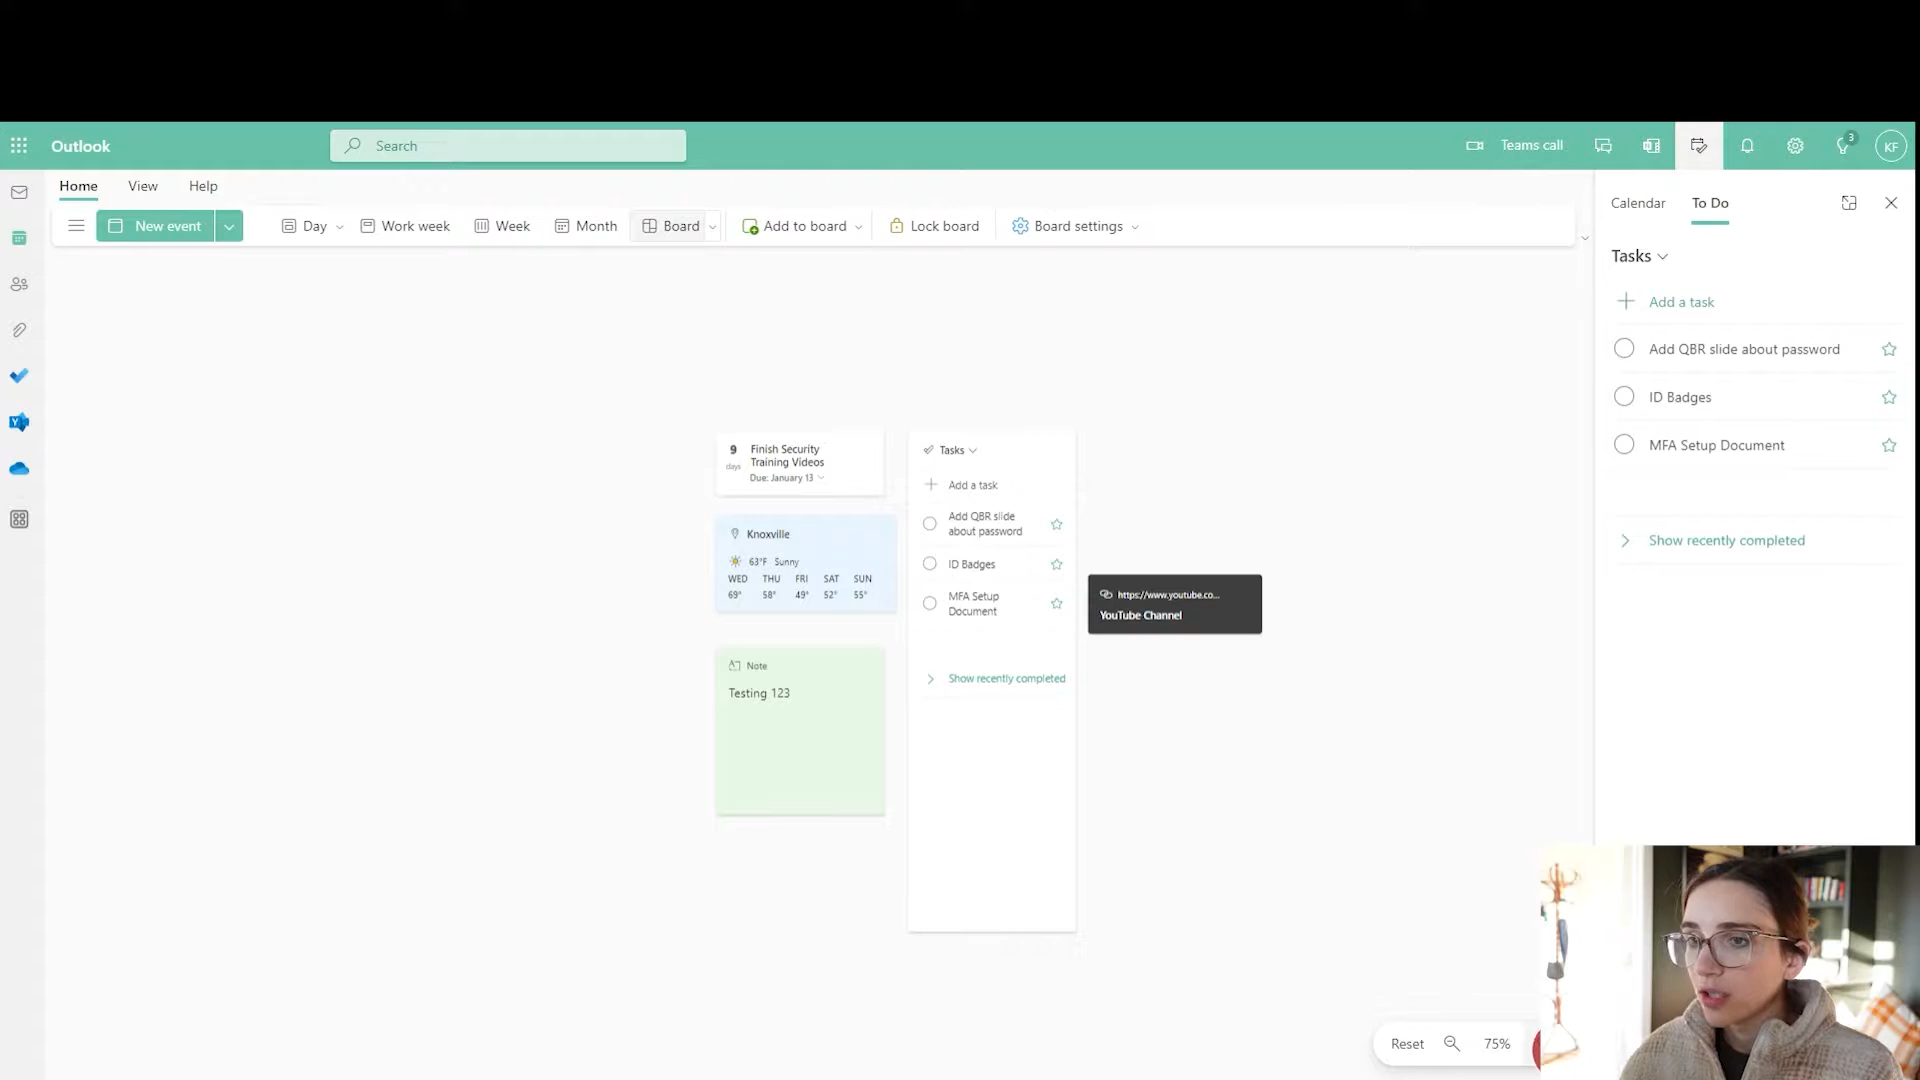 Outlook
Search
Teams call
3
KF
Home View Help
New event Day Work week Week Month Board Add to board Lock board Board settings
9
days
Finish Security
Training Videos
Due: January 13
Knoxville
63°F Sunny
WED THU FRI SAT SUN
69° 58° 49° 52° 55°
Note
Testing 123
Tasks
Add a task
Add QBR slide
about password
ID Badges
MFA Setup
Document
Show recently completed
https://www.youtube.co...
YouTube Channel
Calendar To Do
Tasks
Add a task
Add QBR slide about password
ID Badges
MFA Setup Document
Show recently completed
Reset 75%